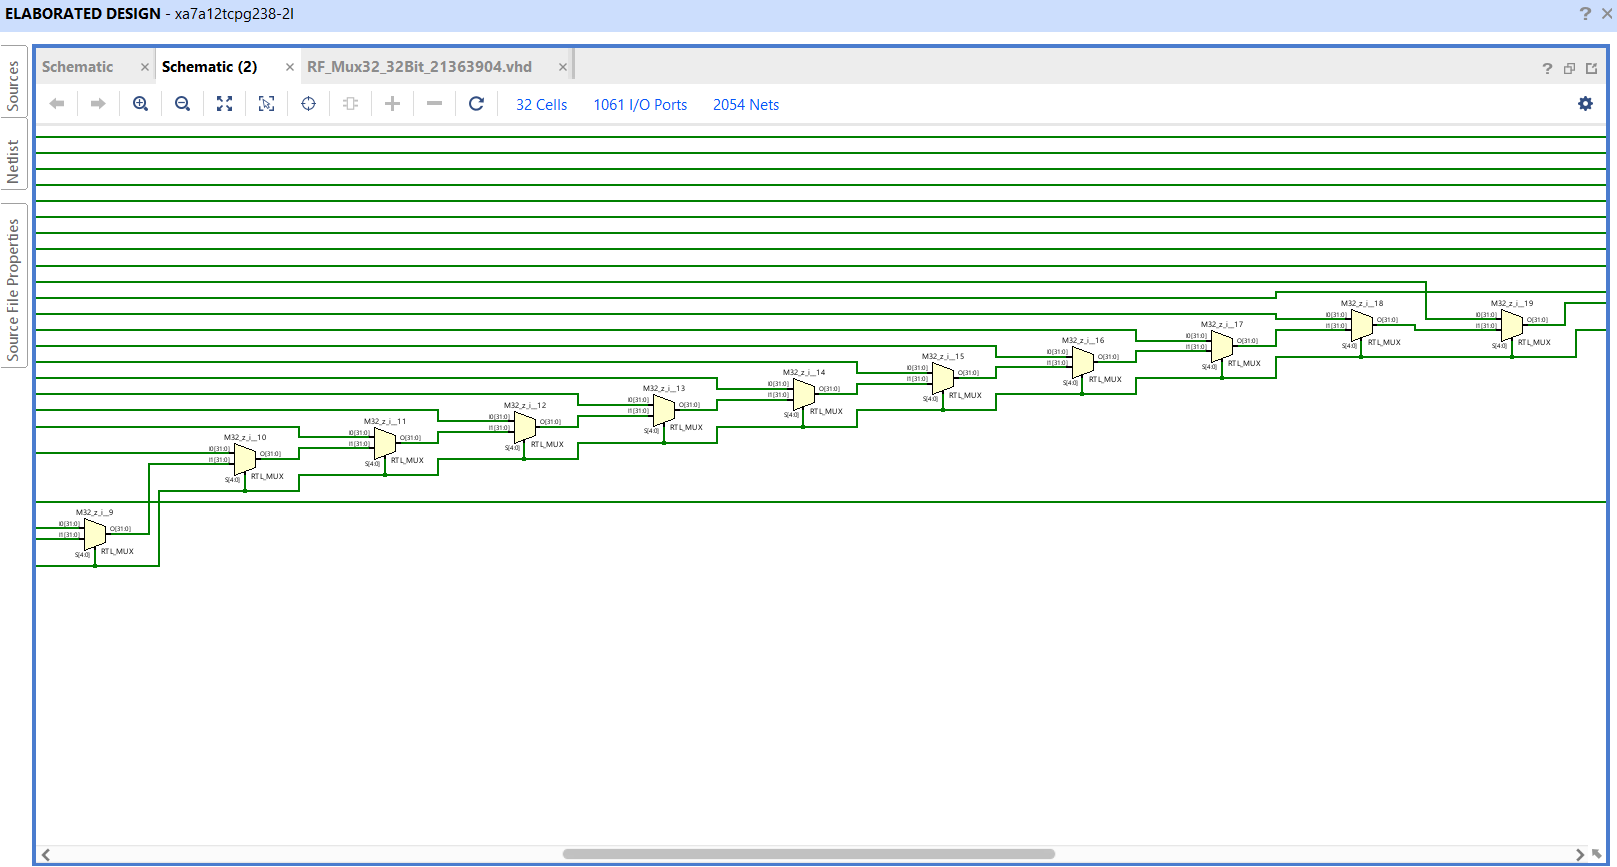 ELABORATED DESIGN - xa7a12tcpg238-2I
? ×
Sources
Netlist
Source File Properties
Schematic ×
Schematic (2) ×
RF_Mux32_32Bit_21363904.vhd ×
?
32 Cells 1061 I/O Ports 2054 Nets
M32_z_i__9
I0[31:0]
I1[31:0]
S[4:0]
O[31:0]
RTL_MUX
M32_z_i__10
I0[31:0]
I1[31:0]
S[4:0]
O[31:0]
RTL_MUX
M32_z_i__11
I0[31:0]
I1[31:0]
S[4:0]
O[31:0]
RTL_MUX
M32_z_i__12
I0[31:0]
I1[31:0]
S[4:0]
O[31:0]
RTL_MUX
M32_z_i__13
I0[31:0]
I1[31:0]
S[4:0]
O[31:0]
RTL_MUX
M32_z_i__14
I0[31:0]
I1[31:0]
S[4:0]
O[31:0]
RTL_MUX
M32_z_i__15
I0[31:0]
I1[31:0]
S[4:0]
O[31:0]
RTL_MUX
M32_z_i__16
I0[31:0]
I1[31:0]
S[4:0]
O[31:0]
RTL_MUX
M32_z_i__17
I0[31:0]
I1[31:0]
S[4:0]
O[31:0]
RTL_MUX
M32_z_i__18
I0[31:0]
I1[31:0]
S[4:0]
O[31:0]
RTL_MUX
M32_z_i__19
I0[31:0]
I1[31:0]
S[4:0]
O[31:0]
RTL_MUX